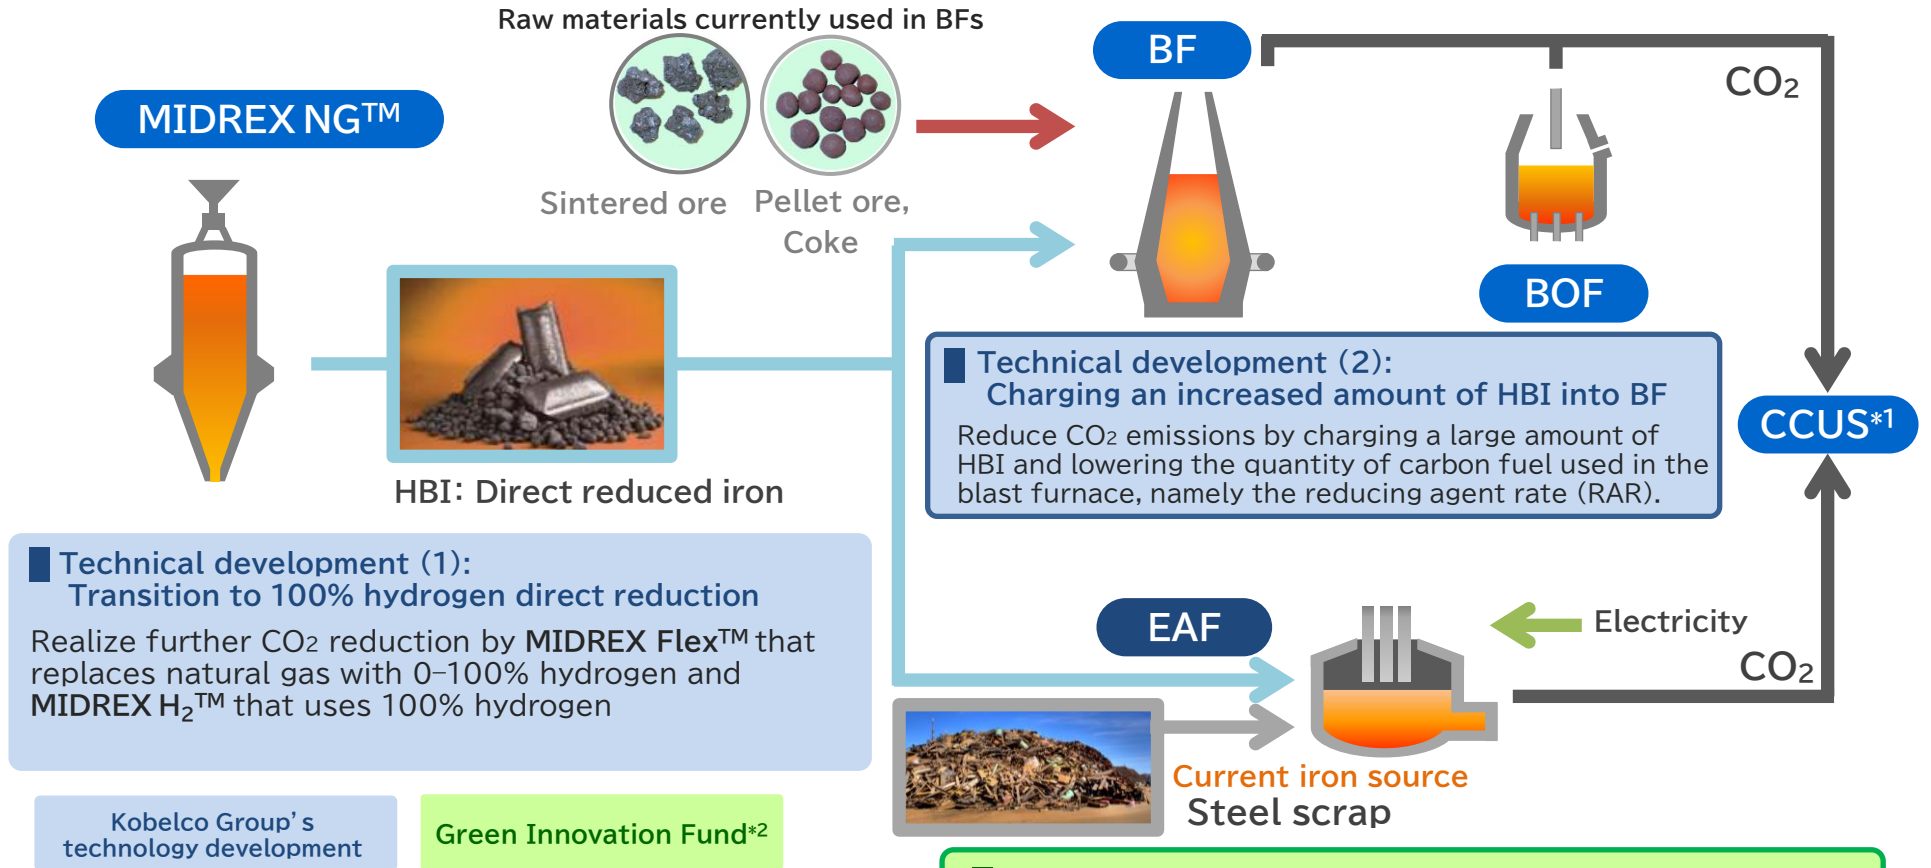 Raw materials currently used in BFs
BF
CO₂
MIDREX NG™
Sintered ore
Pellet ore,
Coke
BOF
■ Technical development (2):
Charging an increased amount of HBI into BF
Reduce CO₂ emissions by charging a large amount of
HBI and lowering the quantity of carbon fuel used in the
blast furnace, namely the reducing agent rate (RAR).
CCUS*1
HBI: Direct reduced iron
■ Technical development (1):
Transition to 100% hydrogen direct reduction
Realize further CO₂ reduction by MIDREX Flex™ that
replaces natural gas with 0–100% hydrogen and
MIDREX H₂™ that uses 100% hydrogen
EAF
Electricity
CO₂
Current iron source
Steel scrap
Kobelco Group's
technology development
Green Innovation Fund*2